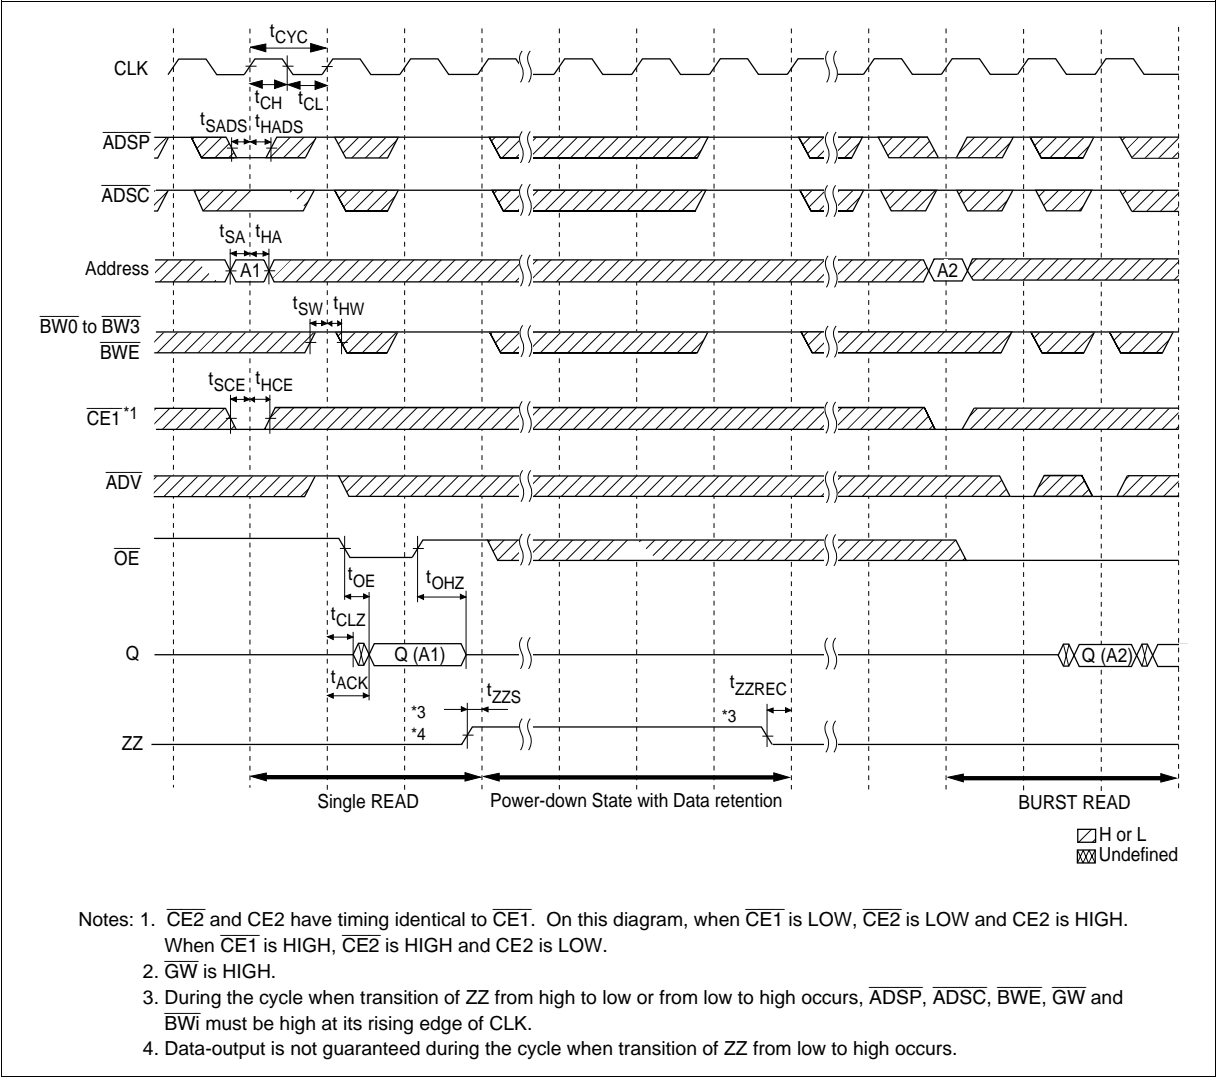 tCYC
CLK
tCH tCL
tSADS tHADS
ADSP
ADSC
tSA tHA
Address A1 A2
tSW tHW
BW0 to BW3
BWE
tSCE tHCE
CE1 *1
ADV
OE
tOE tOHZ
tCLZ
Q Q (A1) Q (A2)
tACK tZZS tZZREC
*3 *3
*4
ZZ
Single READ Power-down State with Data retention BURST READ
H or L
Undefined
Notes: 1. CE2 and CE2 have timing identical to CE1. On this diagram, when CE1 is LOW, CE2 is LOW and CE2 is HIGH.
When CE1 is HIGH, CE2 is HIGH and CE2 is LOW.
2. GW is HIGH.
3. During the cycle when transition of ZZ from high to low or from low to high occurs, ADSP, ADSC, BWE, GW and
BWi must be high at its rising edge of CLK.
4. Data-output is not guaranteed during the cycle when transition of ZZ from low to high occurs.